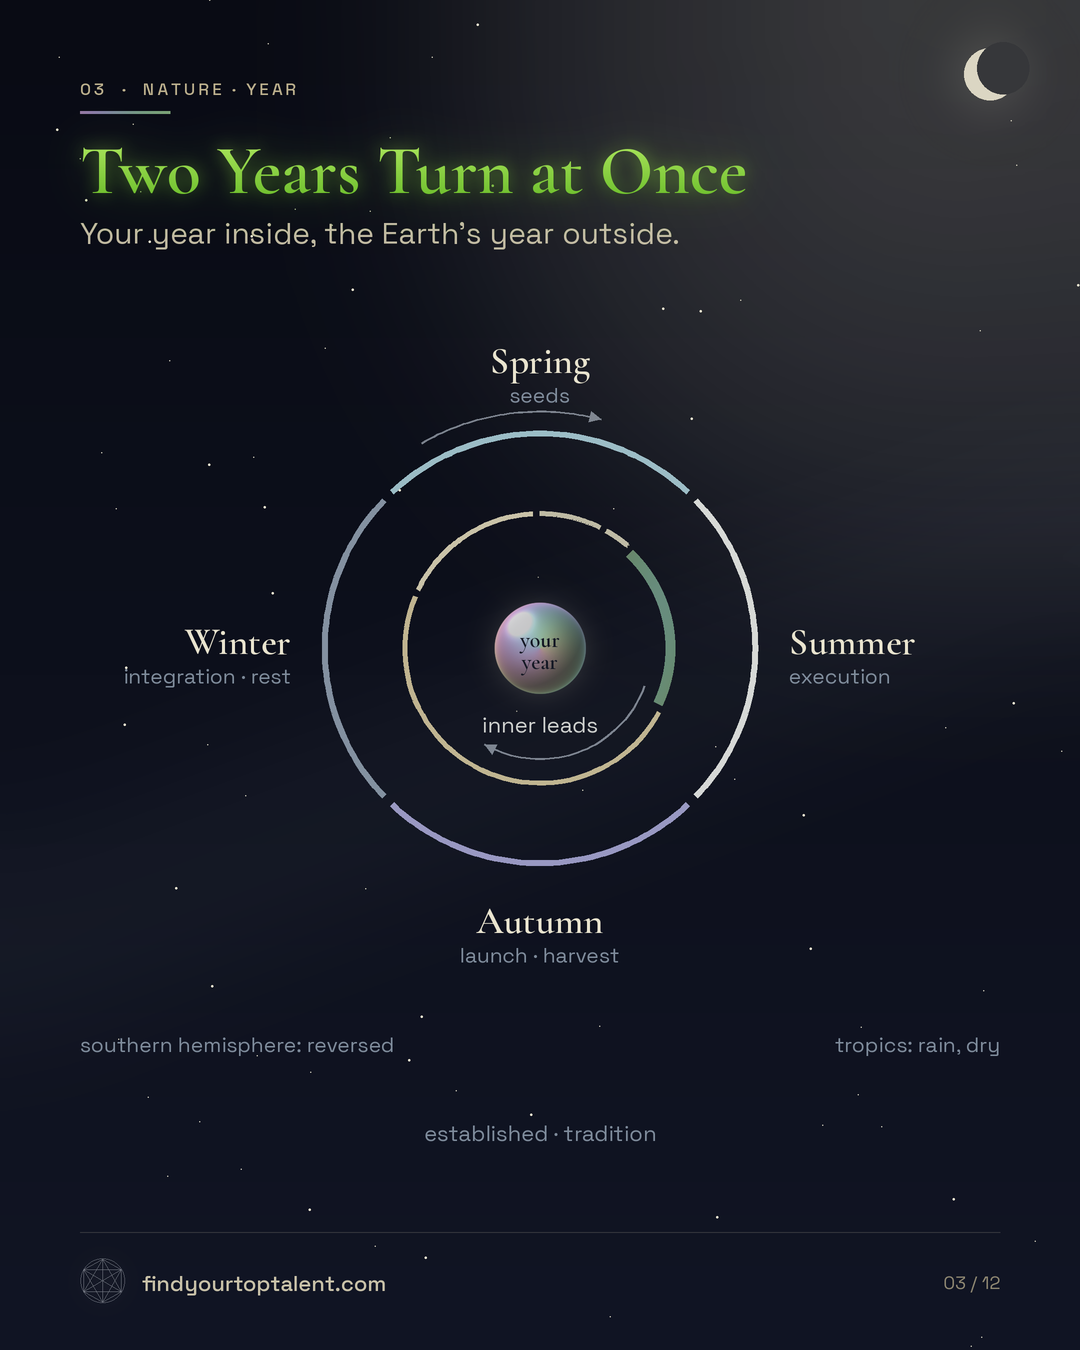 03 · NATURE · YEAR
Two Years Turn at Once
Your year inside, the Earth's year outside.
Spring
seeds
Winter
integration · rest
your
year
Summer
execution
inner leads
Autumn
launch · harvest
southern hemisphere: reversed
tropics: rain, dry
established · tradition
findyourtoptalent.com
03 / 12